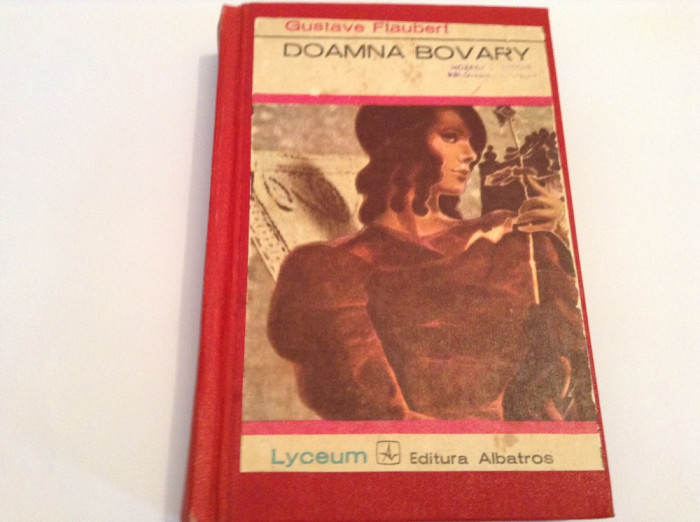 Gustave Flaubert
DOAMNA BOVARY
Lyceum Editura Albatros